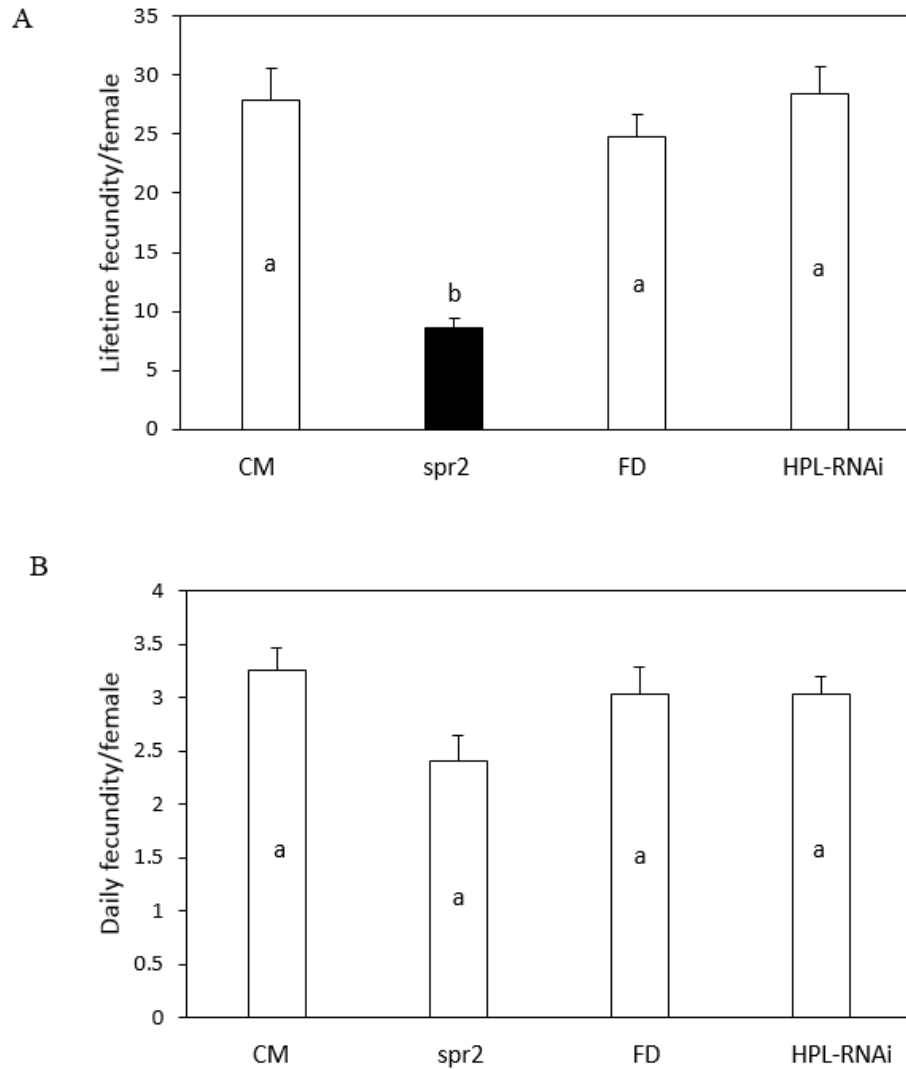 A
Lifetime fecundity/female
35
30
25
20
15
10
5
0
a
b
a
a
CM spr2 FD HPL-RNAi
B
Daily fecundity/female
4
3.5
3
2.5
2
1.5
1
0.5
0
a
a
a
a
CM spr2 FD HPL-RNAi